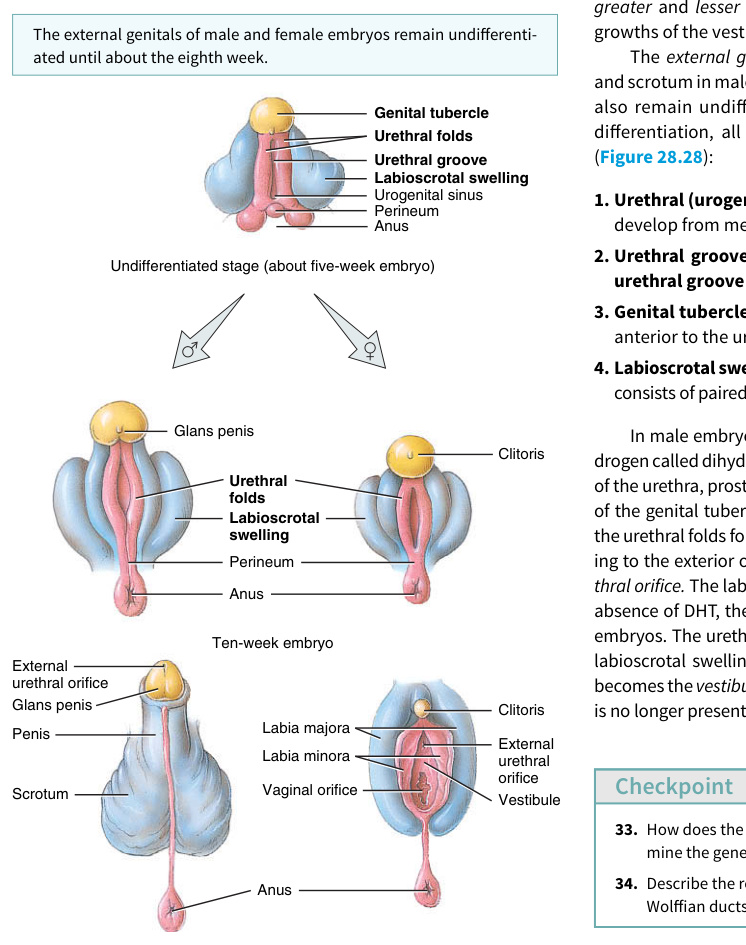 The external genitals of male and female embryos remain undifferenti-
ated until about the eighth week.
Genital tubercle
Urethral folds
Urethral groove
Labioscrotal swelling
Urogenital sinus
Perineum
Anus
Undifferentiated stage (about five-week embryo)
♂
♀
Glans penis
Clitoris
Urethral
folds
Labioscrotal
swelling
Perineum
Anus
Ten-week embryo
External
urethral orifice
Glans penis
Penis
Scrotum
Labia majora
Labia minora
Vaginal orifice
Clitoris
External
urethral
orifice
Vestibule
Anus
greater and lesser
growths of the vest
The external g
and scrotum in male
also remain undiff
differentiation, all
(Figure 28.28):
1. Urethral (uroge
develop from me
2. Urethral groove
urethral groove
3. Genital tubercle
anterior to the u
4. Labioscrotal swe
consists of paired
In male embryo
drogen called dihyd
of the urethra, prost
of the genital tuber
the urethral folds fo
ing to the exterior o
thral orifice. The lab
absence of DHT, the
embryos. The ureth
labioscrotal swellin
becomes the vestibu
is no longer present
Checkpoint
33. How does the
mine the gene
34. Describe the r
Wolffian ducts